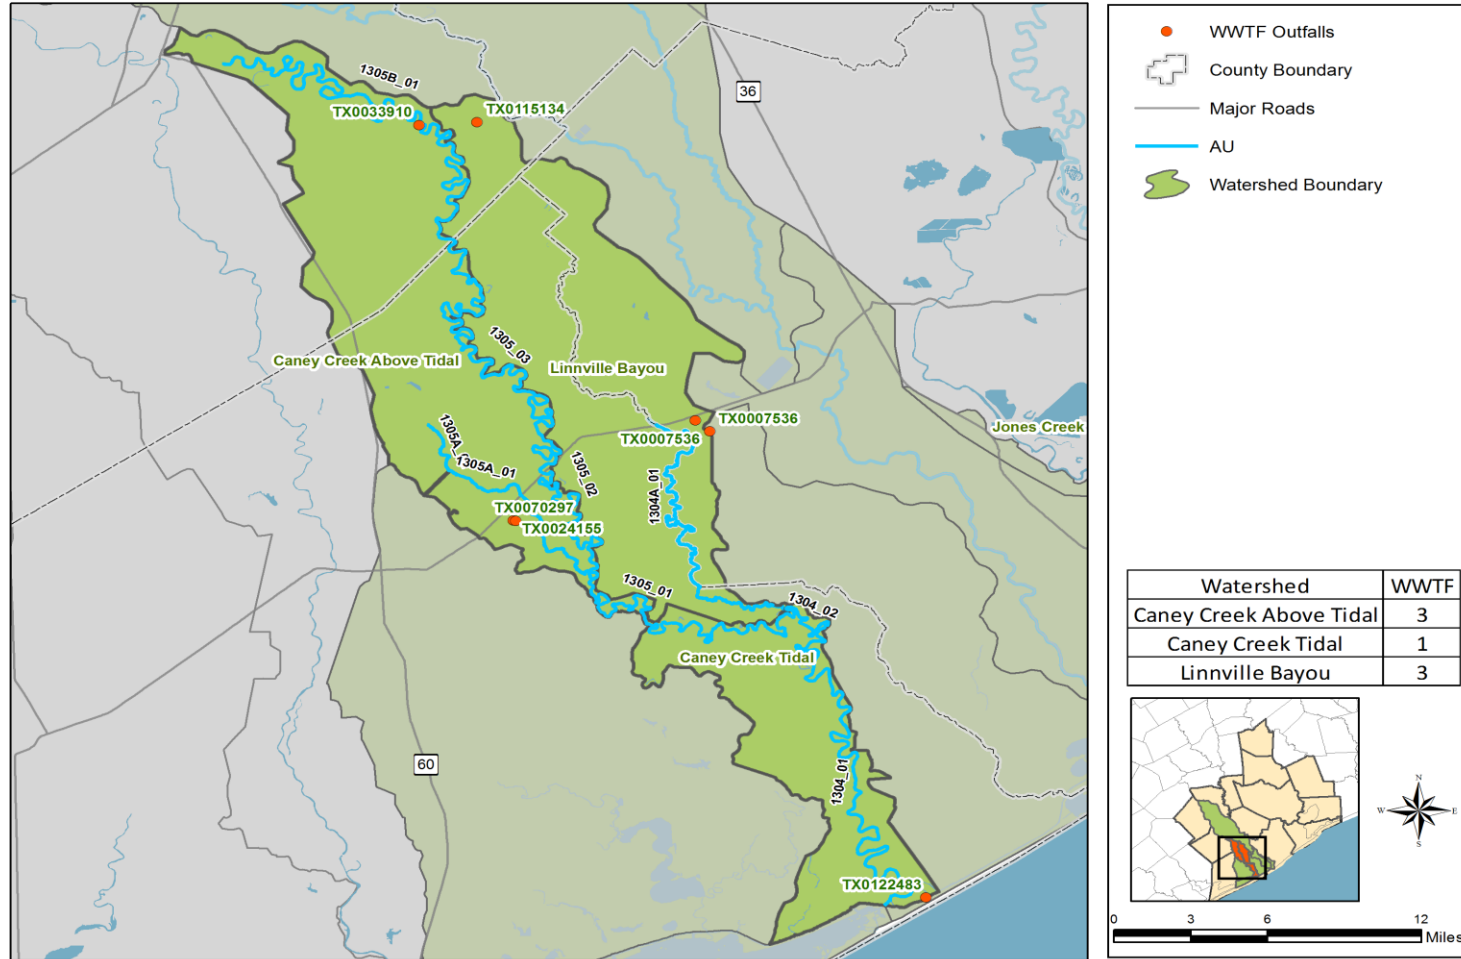 1305B_01
TX0033910
TX0115134
36
1305_03
Caney Creek Above Tidal
Linnville Bayou
TX0007536
TX0007536
Jones Creek
1305A_
1305A_01
1305_02
1304A_01
TX0070297
TX0024155
1305_01
1304_02
Caney Creek Tidal
60
1304_01
TX0122483
WWTF Outfalls
County Boundary
Major Roads
AU
Watershed Boundary
Watershed WWTF
Caney Creek Above Tidal 3
Caney Creek Tidal 1
Linnville Bayou 3
N
W E
S
0 3 6 12
Miles